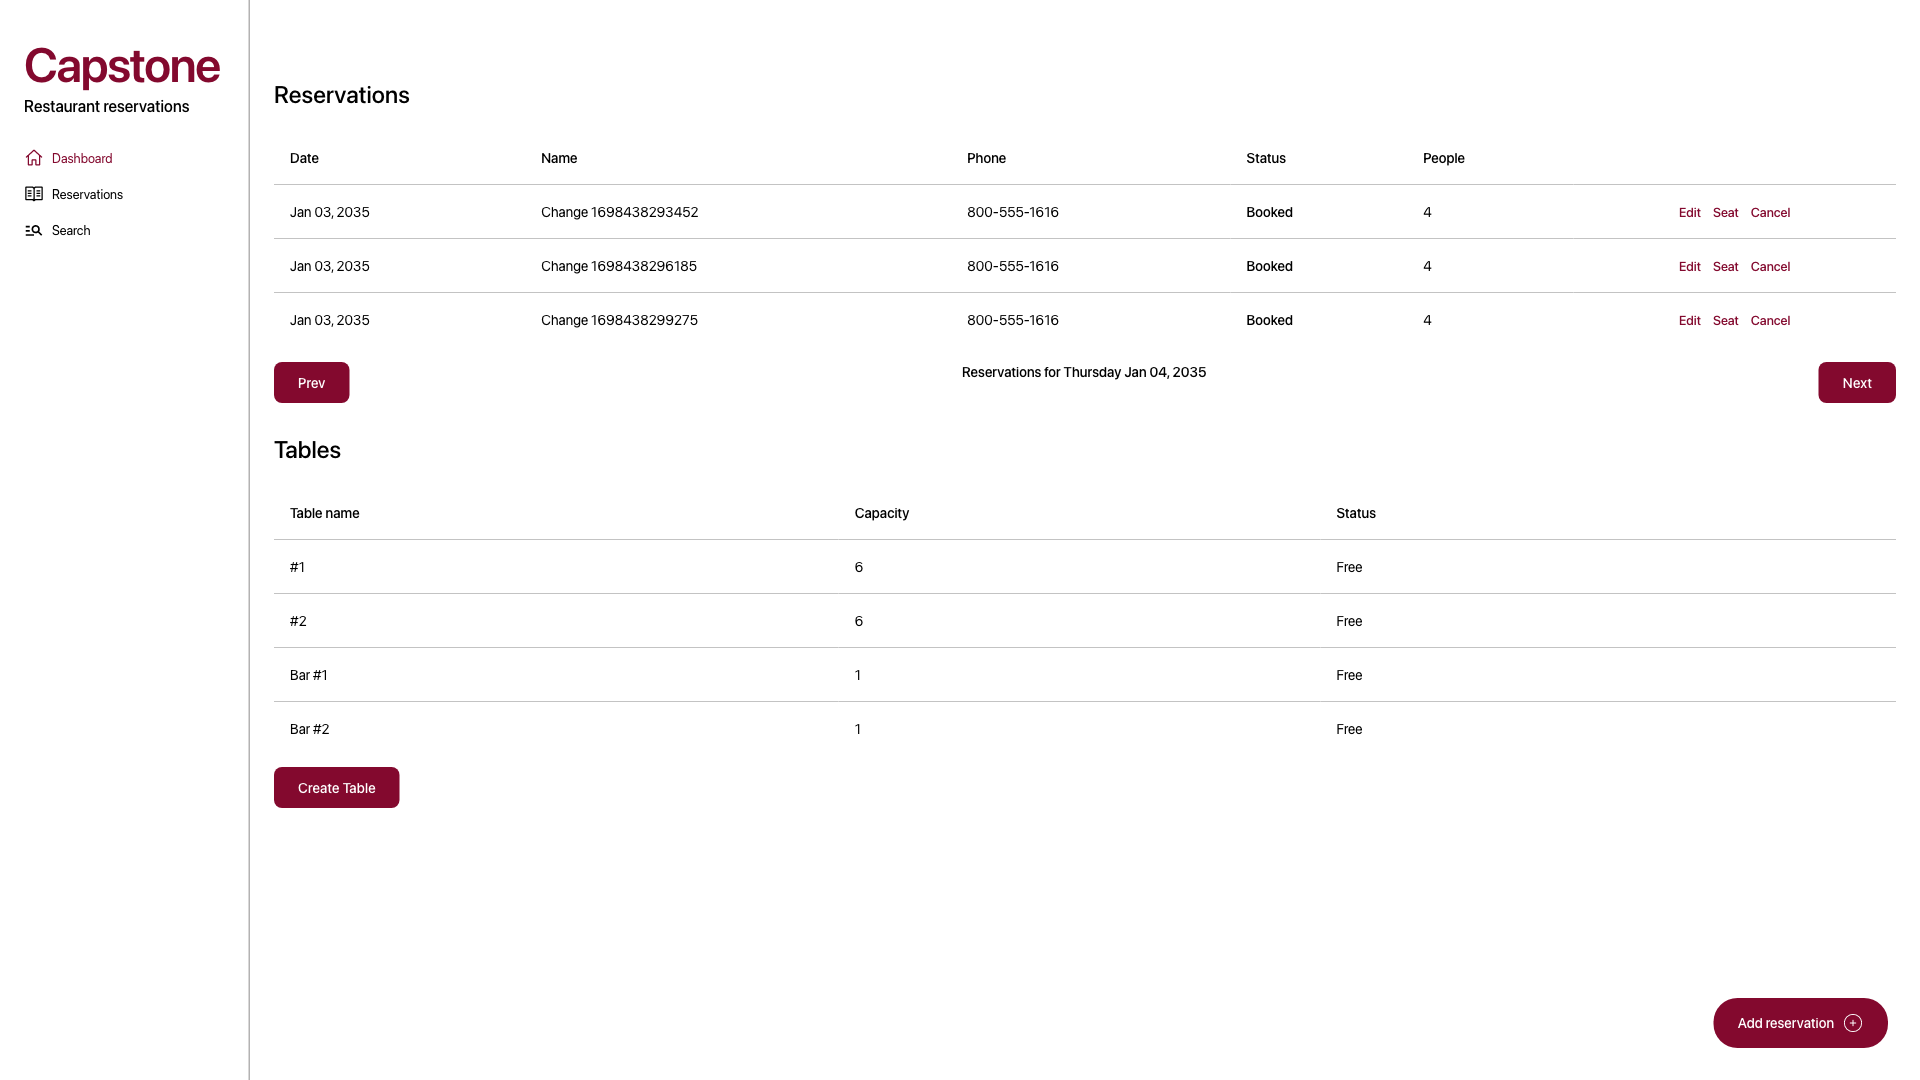 Capstone
Restaurant reservations
Dashboard
Reservations
Search
Reservations
Date Name Phone Status People
Jan 03, 2035 Change 1698438293452 800-555-1616 Booked 4 Edit Seat Cancel
Jan 03, 2035 Change 1698438296185 800-555-1616 Booked 4 Edit Seat Cancel
Jan 03, 2035 Change 1698438299275 800-555-1616 Booked 4 Edit Seat Cancel
Prev Reservations for Thursday Jan 04, 2035 Next
Tables
Table name Capacity Status
#1 6 Free
#2 6 Free
Bar #1 1 Free
Bar #2 1 Free
Create Table
Add reservation